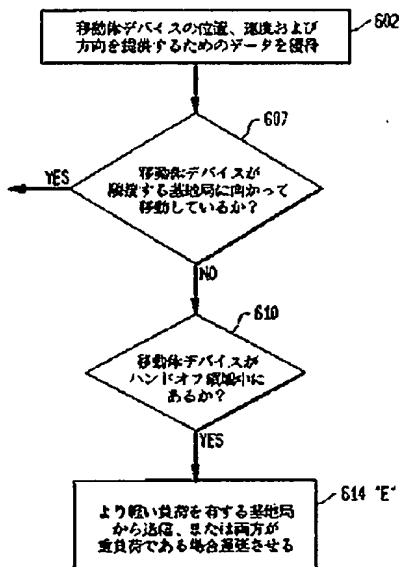 移動体デバイスの位置、速度および
方向を提供するためのデータを獲得
602
607
移動体デバイスが
隣接する基地局に向かって
移動しているか?
YES
NO
610
移動体デバイスが
ハンドオフ領域中に
あるか?
YES
614 "E"
より軽い負荷を有する基地局
から送信、または両方が
重負荷である場合遅延させる